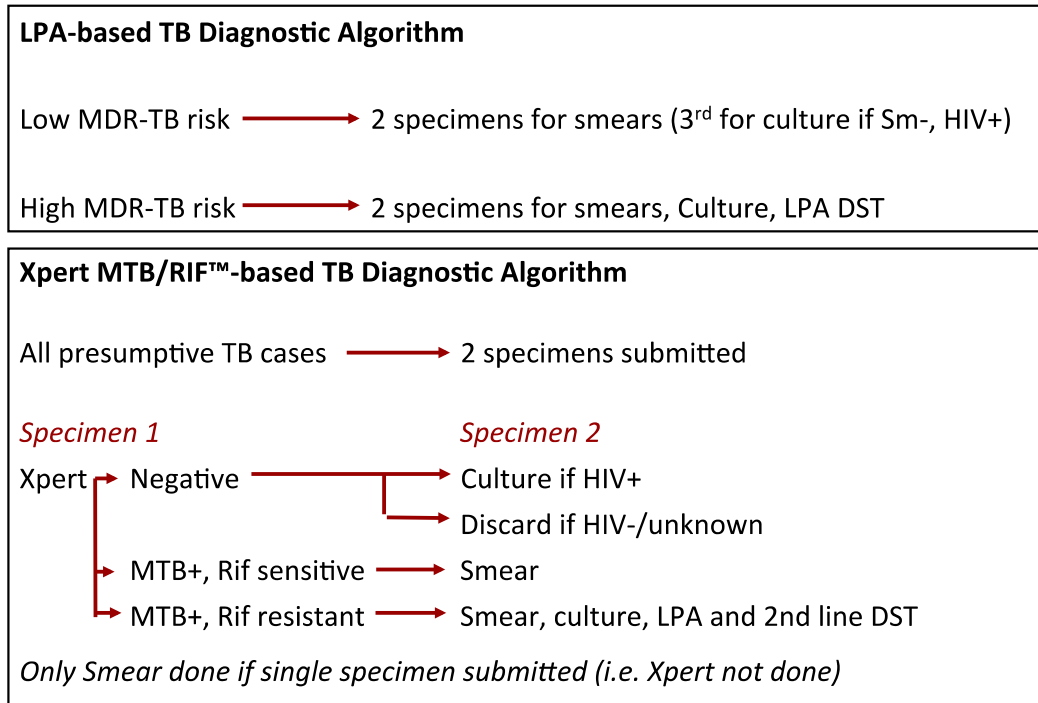 LPA-based TB Diagnostic Algorithm
Low MDR-TB risk 2 specimens for smears (3rd for culture if Sm-, HIV+)
High MDR-TB risk 2 specimens for smears, Culture, LPA DST
Xpert MTB/RIF™-based TB Diagnostic Algorithm
All presumptive TB cases 2 specimens submitted
Specimen 1 Specimen 2
Xpert Negative Culture if HIV+
Discard if HIV-/unknown
MTB+, Rif sensitive Smear
MTB+, Rif resistant Smear, culture, LPA and 2nd line DST
Only Smear done if single specimen submitted (i.e. Xpert not done)